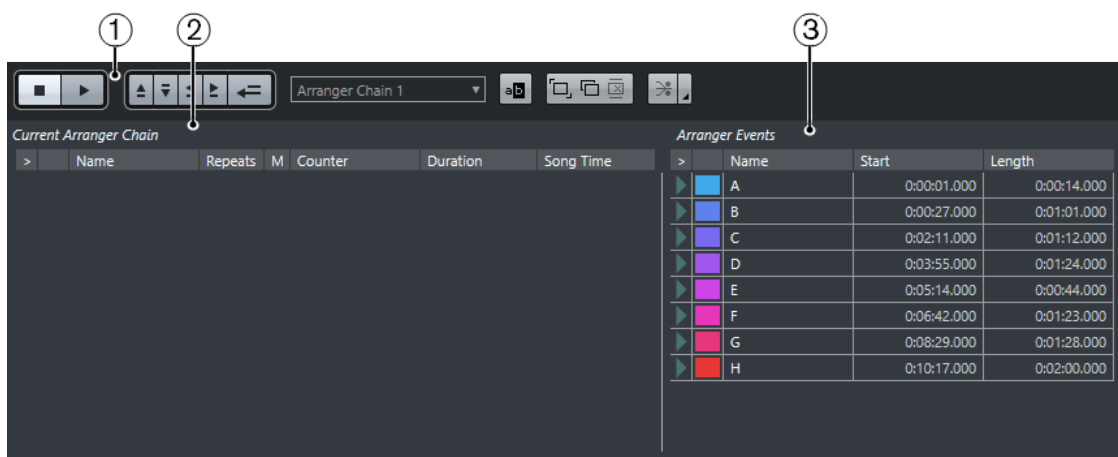 1 2 3
Arranger Chain 1 ab
Current Arranger Chain Arranger Events
> Name Repeats M Counter Duration Song Time > Name Start Length
A 0:00:01.000 0:00:14.000
B 0:00:27.000 0:01:01.000
C 0:02:11.000 0:01:12.000
D 0:03:55.000 0:01:24.000
E 0:05:14.000 0:00:44.000
F 0:06:42.000 0:01:23.000
G 0:08:29.000 0:01:28.000
H 0:10:17.000 0:02:00.000